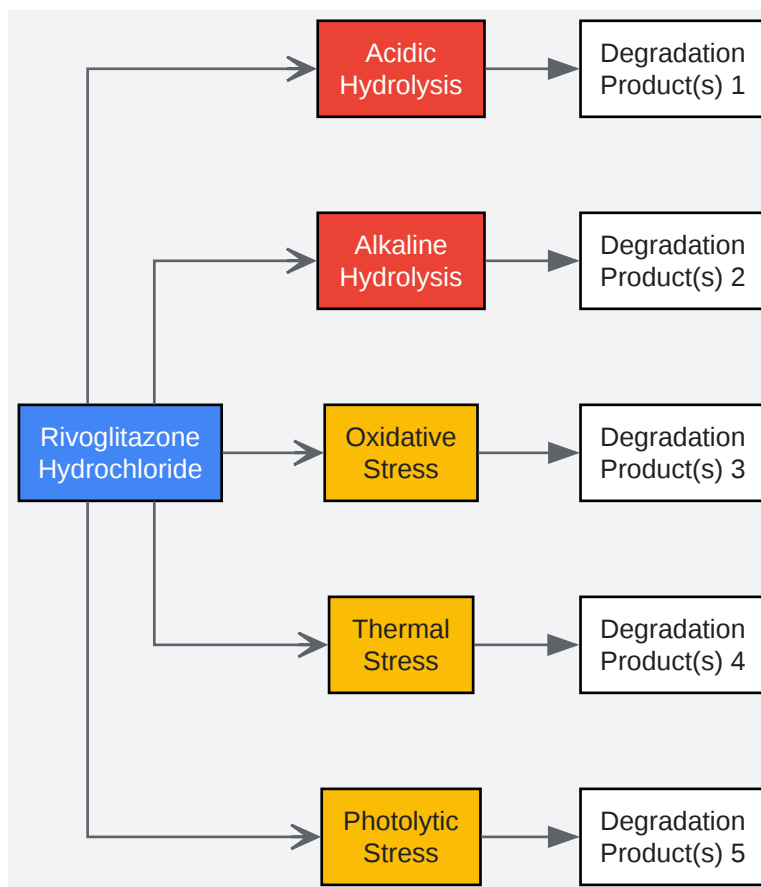 Acidic
Hydrolysis
Degradation
Product(s) 1
Alkaline
Hydrolysis
Degradation
Product(s) 2
Rivoglitazone
Hydrochloride
Oxidative
Stress
Degradation
Product(s) 3
Thermal
Stress
Degradation
Product(s) 4
Photolytic
Stress
Degradation
Product(s) 5